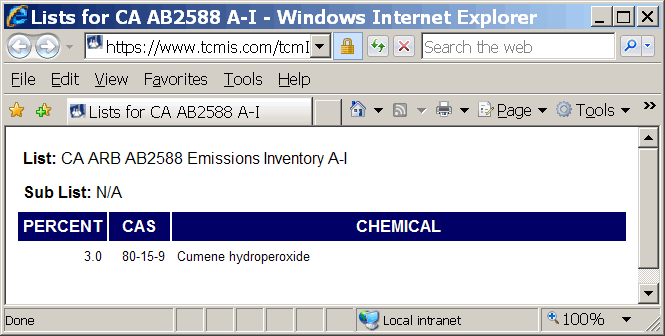 Lists for CA AB2588 A-I - Windows Internet Explorer
https://www.tcmis.com/tcmI
Search the web
File Edit View Favorites Tools Help
Lists for CA AB2588 A-I
Page Tools
List: CA ARB AB2588 Emissions Inventory A-I
Sub List: N/A
PERCENT CAS CHEMICAL
3.0 80-15-9 Cumene hydroperoxide
Done Local intranet 100%